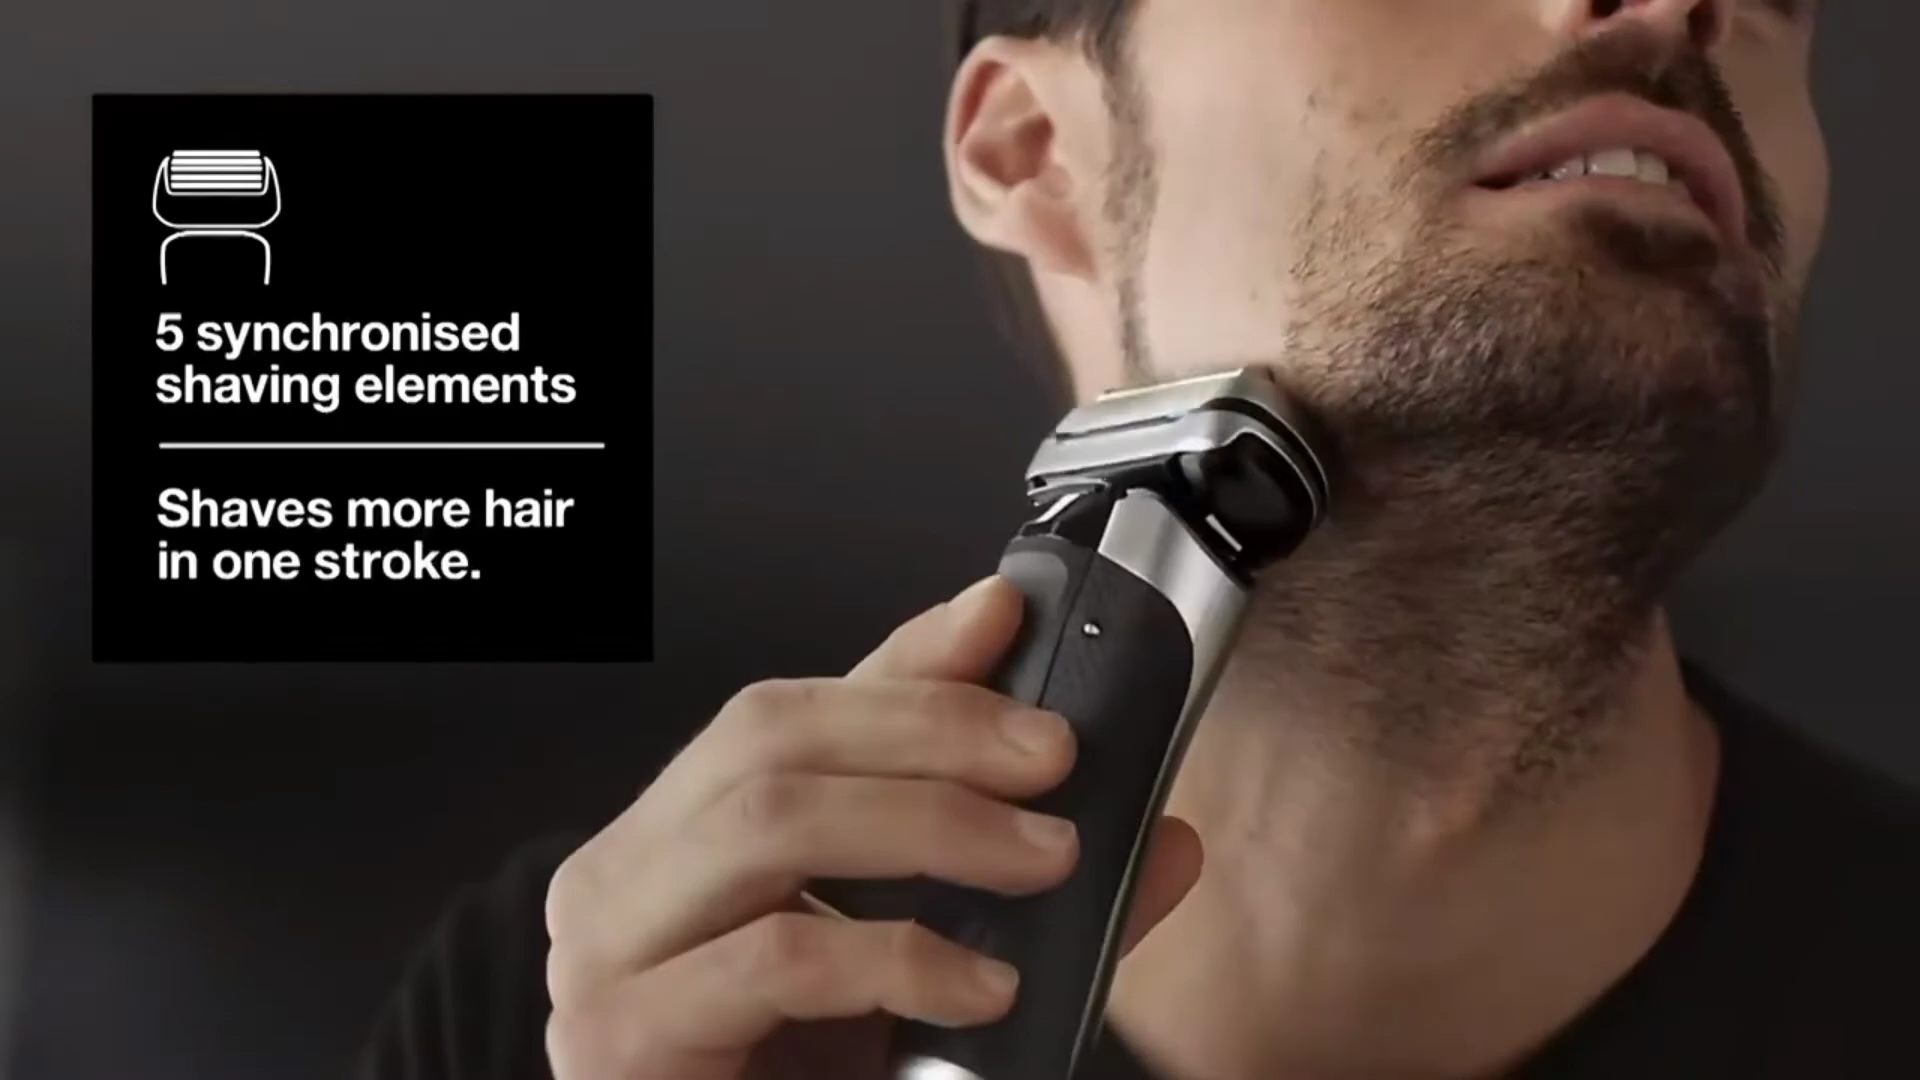 5 synchronised
shaving elements
Shaves more hair
in one stroke.